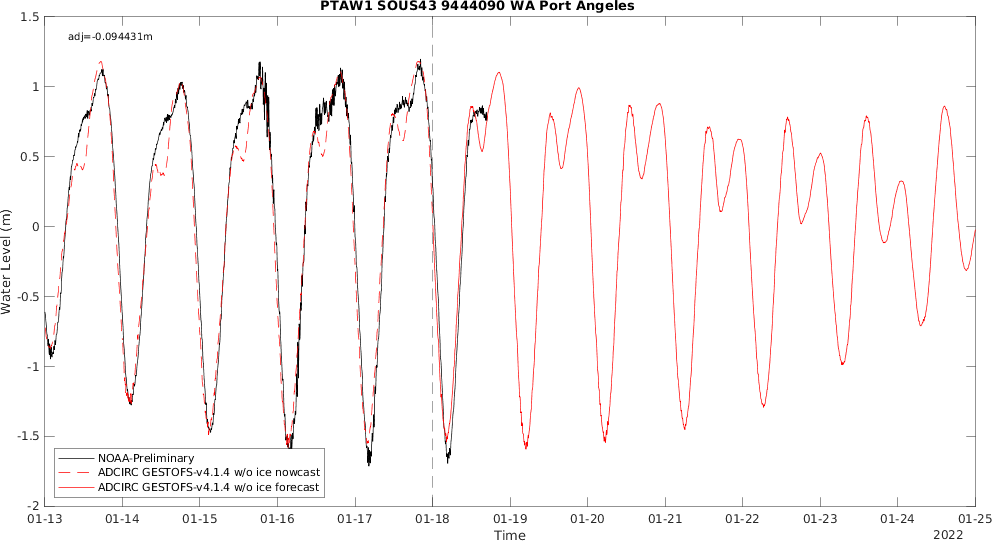 PTAW1 SOUS43 9444090 WA Port Angeles
adj=-0.094431m
1.5
1
0.5
0
-0.5
-1
-1.5
-2
Water Level (m)
NOAA-Preliminary
ADCIRC GESTOFS-v4.1.4 w/o ice nowcast
ADCIRC GESTOFS-v4.1.4 w/o ice forecast
01-13 01-14 01-15 01-16 01-17 01-18 01-19 01-20 01-21 01-22 01-23 01-24 01-25
Time
2022